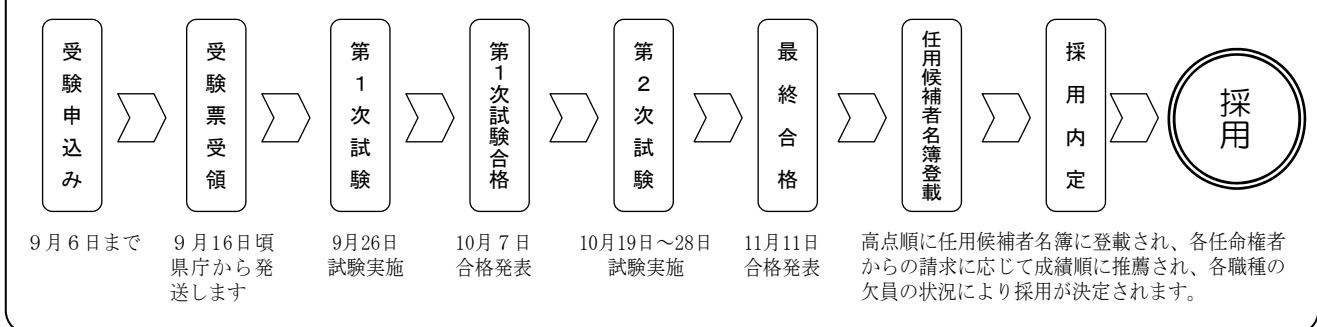 受験申込み
受験票受領
第1次試験
第1次試験合格
第2次試験
最終合格
任用候補者名簿登載
採用内定
採用
9月6日まで
9月16日頃
県庁から発
送します
9月26日
試験実施
10月7日
合格発表
10月19日～28日
試験実施
11月11日
合格発表
高点順に任用候補者名簿に登載され、各任命権者
からの請求に応じて成績順に推薦され、各職種の
欠員の状況により採用が決定されます。